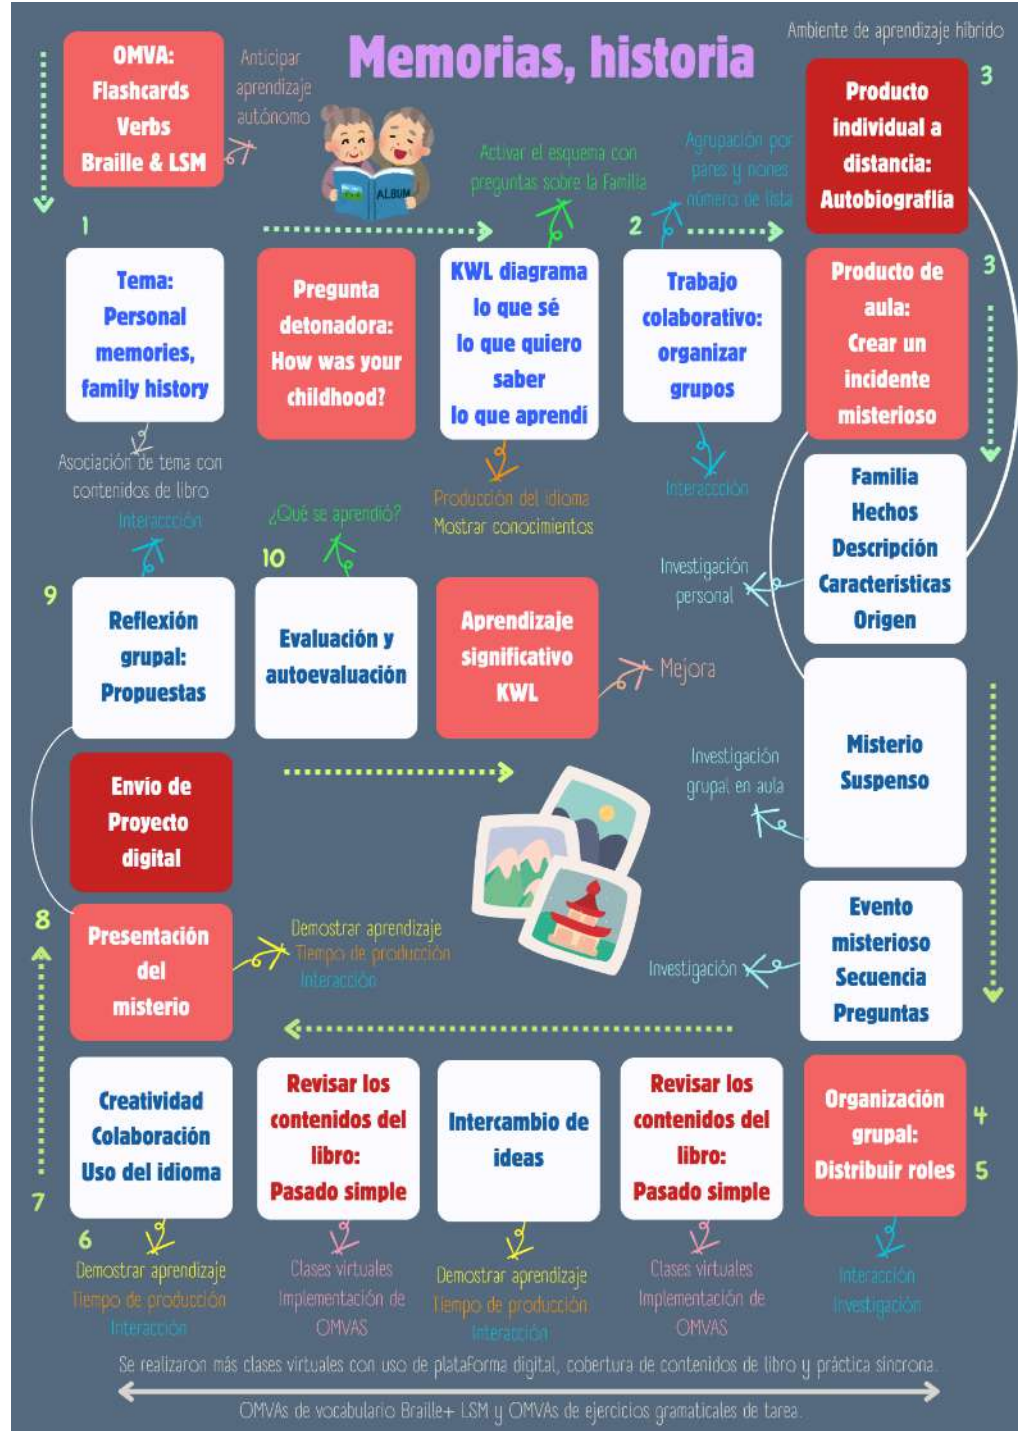 Ambiente de aprendizaje híbrido
Memorias, historia
OMVA:
Flashcards
Verbs
Braille & LSM
Anticipar
aprendizaje
autónomo
ALBUM
Activar el esquema con
preguntas sobre la Familia
Agrupación por
pares y nones
número de lista
3
Producto
individual a
distancia:
Autobiograflía
1
Tema:
Personal
memories,
family history
Pregunta
detonadora:
How was your
childhood?
KWL diagrama
lo que sé
lo que quiero
saber
lo que aprendí
2
Trabajo
colaborativo:
organizar
grupos
3
Producto de
aula:
Crear un
incidente
misterioso
Asociación de tema con
contenidos de libro
Interaccción
¿Qué se aprendió?
Producción del idioma
Mostrar conocimientos
Interaccción
Familia
Hechos
Descripción
Características
Origen
Investigación
personal
9
Reflexión
grupal:
Propuestas
10
Evaluación y
autoevaluación
Aprendizaje
significativo
KWL
Mejora
Misterio
Suspenso
Investigación
grupal en aula
Envío de
Proyecto
digital
8
Presentación
del
misterio
Demostrar aprendizaje
Tiempo de producción
Interacción
Evento
misterioso
Secuencia
Preguntas
Investigación
7
Creatividad
Colaboración
Uso del idioma
Revisar los
contenidos del
libro:
Pasado simple
Intercambio de
ideas
Revisar los
contenidos del
libro:
Pasado simple
Organización
grupal:
Distribuir roles
4
5
6
Demostrar aprendizaje
Tiempo de producción
Interacción
Clases virtuales
Implementación de
OMVAS
Demostrar aprendizaje
Tiempo de producción
Interacción
Clases virtuales
Implementación de
OMVAS
Interacción
Investigación
Se realizaron más clases virtuales con uso de plataforma digital, cobertura de contenidos de libro y práctica síncrona.
OMVAs de vocabulario Braille+ LSM y OMVAs de ejercicios gramaticales de tarea.